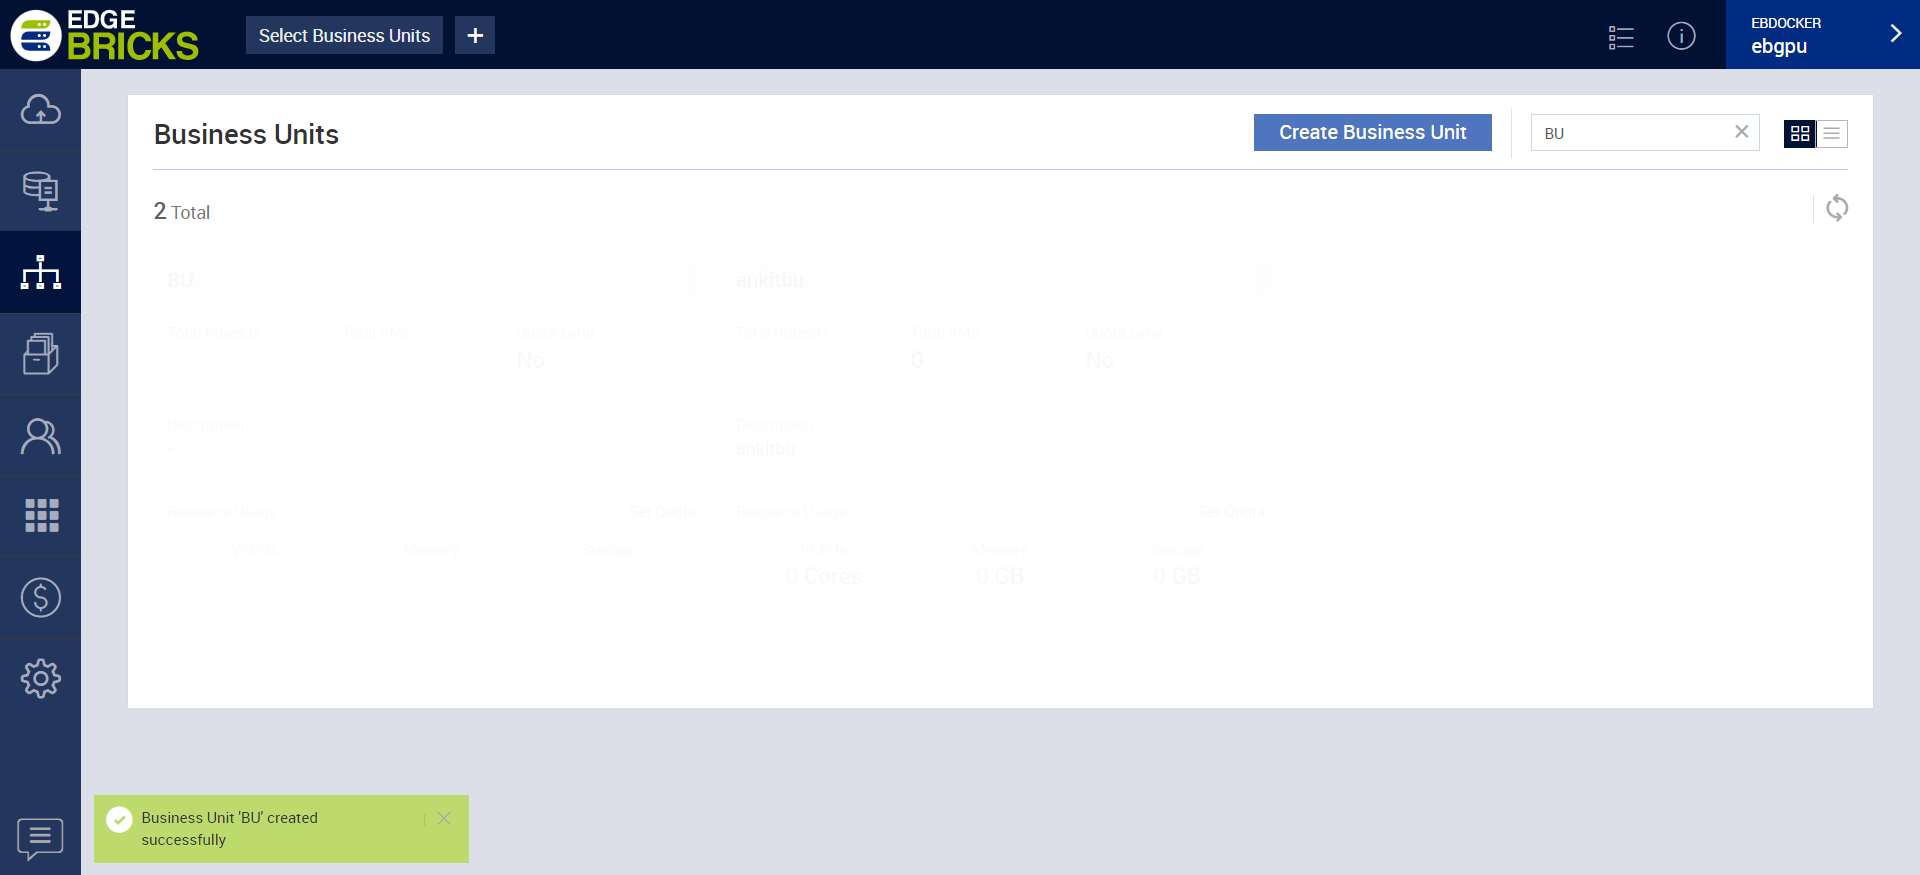 EDGE
BRICKS
Select Business Units
+
EBDOCKER
ebgpu
Business Units
Create Business Unit
BU
2 Total
BU
ankitbu
Total Projects
Total VMs
Quota Limit
Total Projects
Total VMs
Quota Limit
No
0
No
Description
Description
-
ankitbu
Resource Usage
Set Quota
Resource Usage
Set Quota
VCPUs
Memory
Storage
VCPUs
Memory
Storage
0 Cores
0 GB
0 GB
Business Unit 'BU' created
successfully